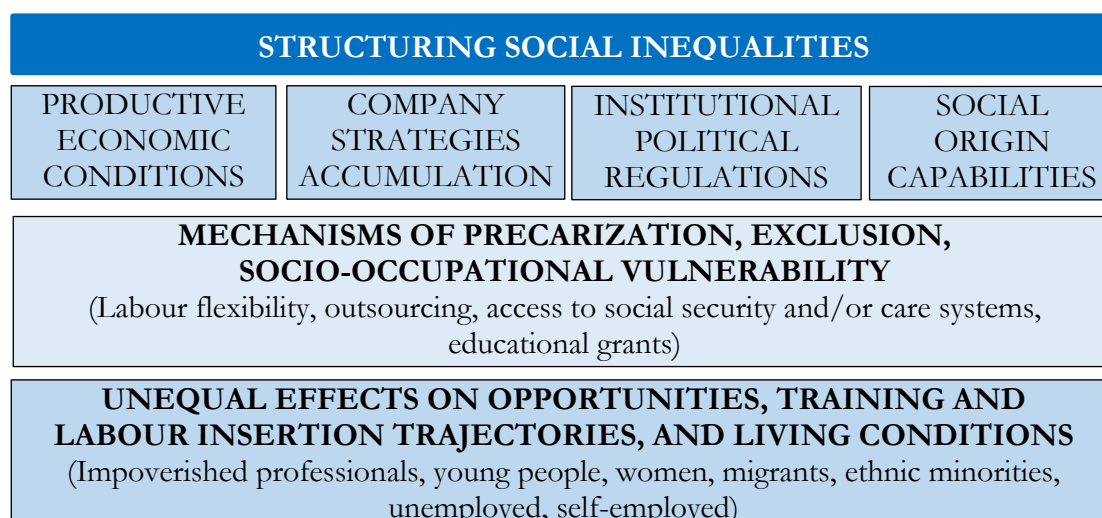 STRUCTURING SOCIAL INEQUALITIES
PRODUCTIVE
ECONOMIC
CONDITIONS
COMPANY
STRATEGIES
ACCUMULATION
INSTITUTIONAL
POLITICAL
REGULATIONS
SOCIAL
ORIGIN
CAPABILITIES
MECHANISMS OF PRECARIZATION, EXCLUSION,
SOCIO-OCCUPATIONAL VULNERABILITY
(Labour flexibility, outsourcing, access to social security and/or care systems,
educational grants)
UNEQUAL EFFECTS ON OPPORTUNITIES, TRAINING AND
LABOUR INSERTION TRAJECTORIES, AND LIVING CONDITIONS
(Impoverished professionals, young people, women, migrants, ethnic minorities,
unemployed, self-employed)